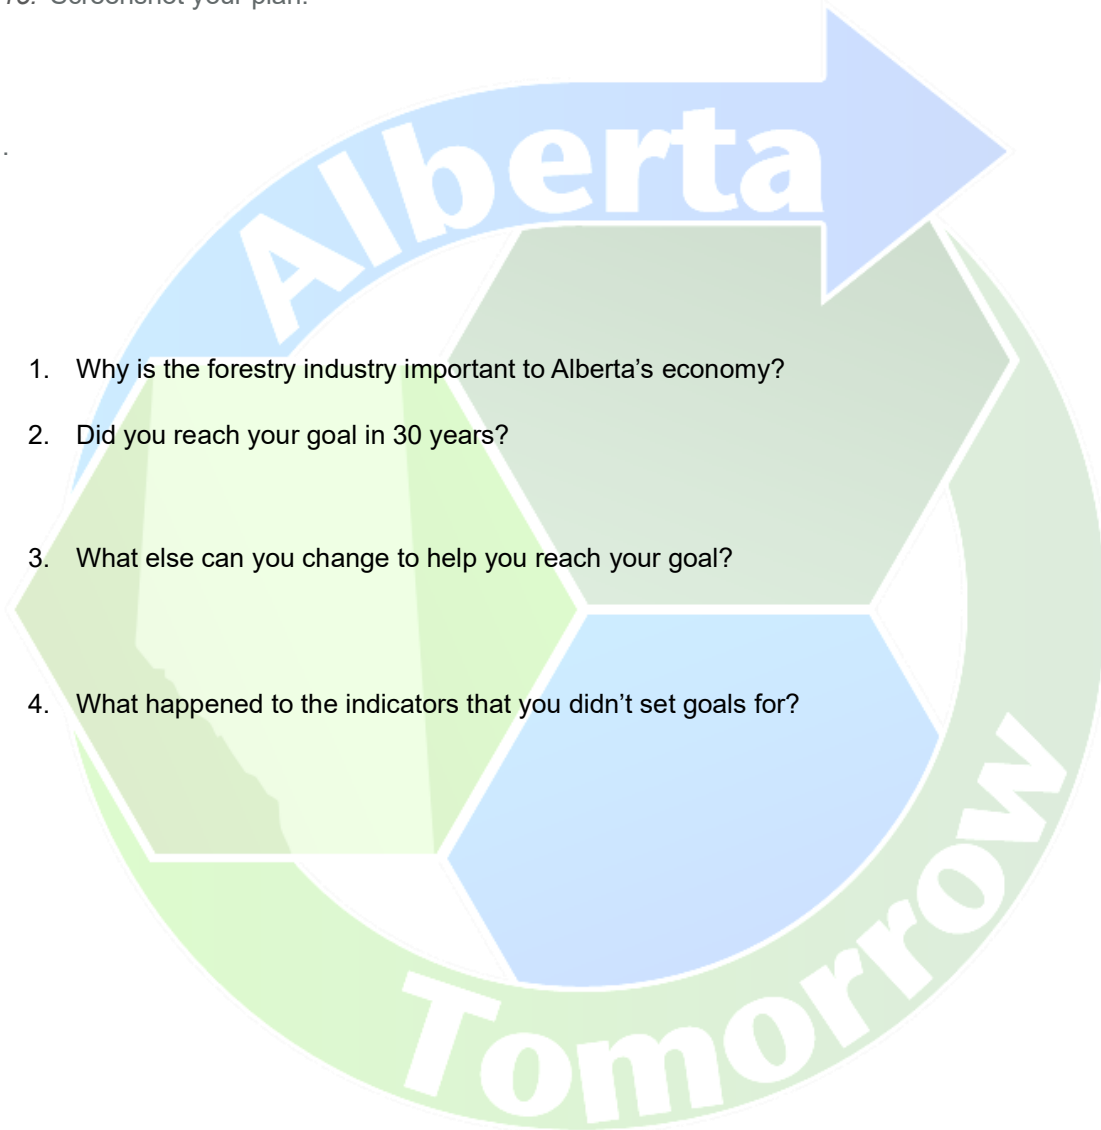 Screenshot your plan.
.
Alberta
1. Why is the forestry industry important to Alberta’s economy?
2. Did you reach your goal in 30 years?
3. What else can you change to help you reach your goal?
4. What happened to the indicators that you didn’t set goals for?
Tomorrow